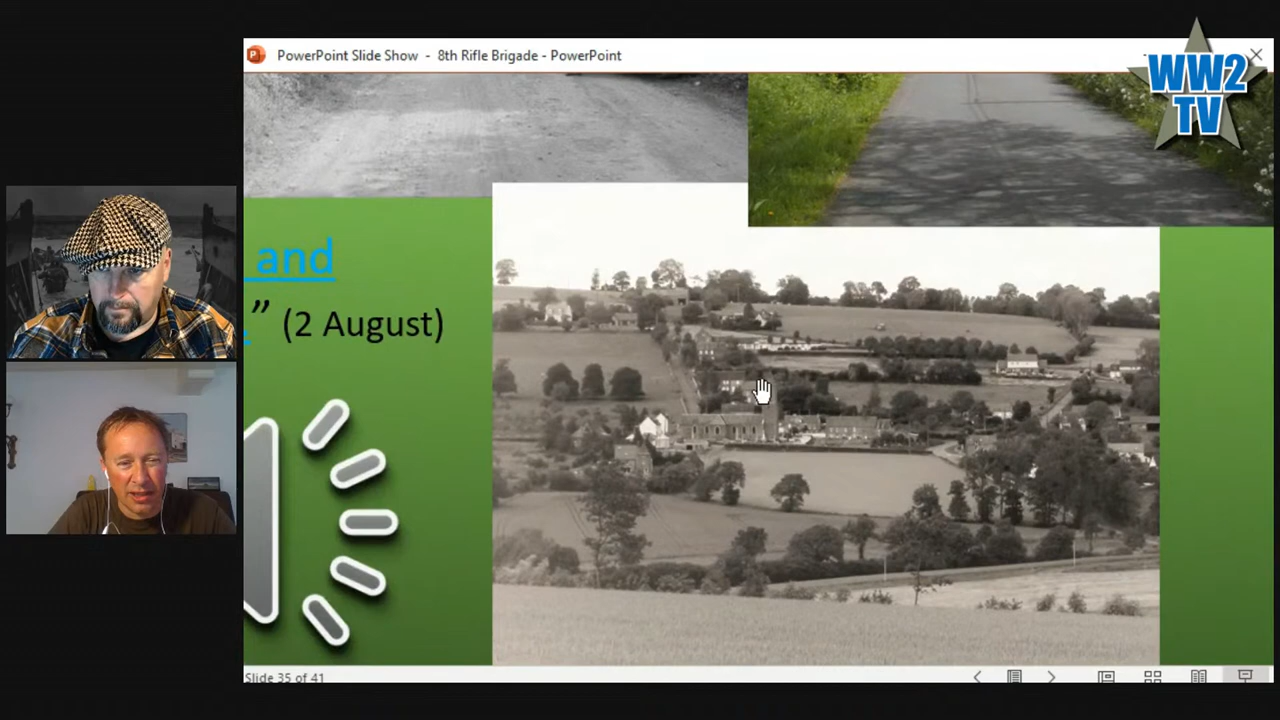 PowerPoint Slide Show - 8th Rifle Brigade - PowerPoint
WW2
TV
and
” (2 August)
Slide 35 of 41